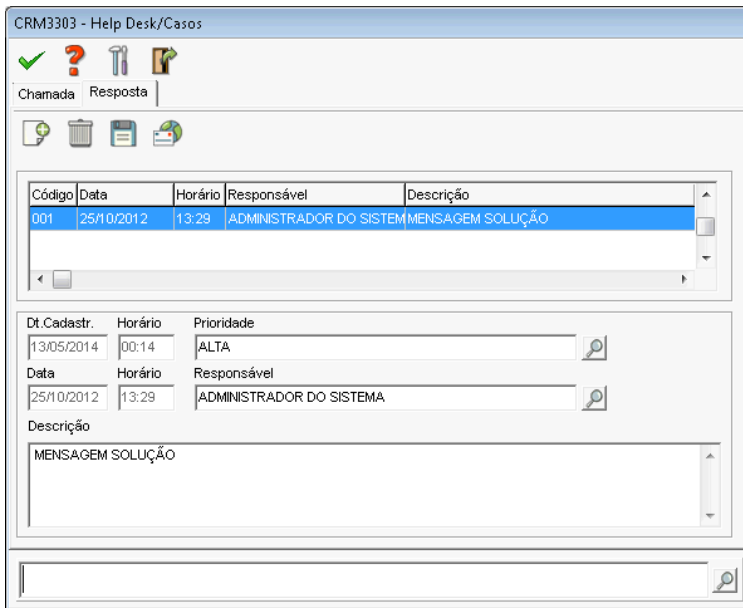 CRM3303 - Help Desk/Casos
Chamada Resposta
Código Data Horário Responsável Descrição
001 25/10/2012 13:29 ADMINISTRADOR DO SISTEM MENSAGEM SOLUÇÃO
Dt.Cadastr. Horário Prioridade
13/05/2014 00:14 ALTA
Data Horário Responsável
25/10/2012 13:29 ADMINISTRADOR DO SISTEMA
Descrição
MENSAGEM SOLUÇÃO